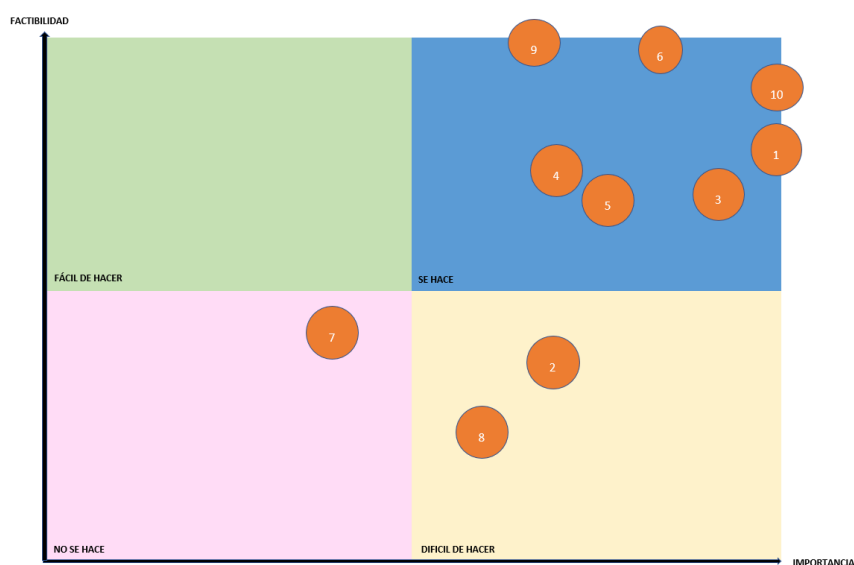 FACTIBILIDAD
9
6
10
1
4
3
5
FÁCIL DE HACER
SE HACE
7
2
8
NO SE HACE
DIFICIL DE HACER
IMPORTANCIA